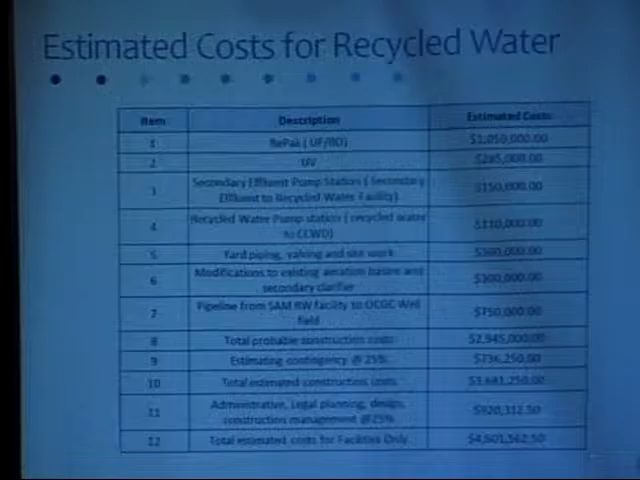 Estimated Costs for Recycled Water
Item Description Estimated Costs
1 RePak ( UF/RO) $1,050,000.00
2 UV $285,000.00
3 Secondary Effluent Pump Station ( Secondary
Effluent to Recycled Water Facility) $150,000.00
4 Recycled Water Pump station ( recycled water
to CCWD) $110,000.00
5 Yard piping, valving and site work $300,000.00
6 Modifications to existing aeration basins and
secondary clarifier $300,000.00
7 Pipeline from SAM RW facility to OCGC Well
field $750,000.00
8 Total probable construction costs $2,945,000.00
9 Estimating contingency @ 25% $736,250.00
10 Total estimated construction costs $3,681,250.00
11 Administrative, Legal planning, design,
construction management @25% $920,312.50
12 Total estimated costs for Facilities Only $4,601,562.50